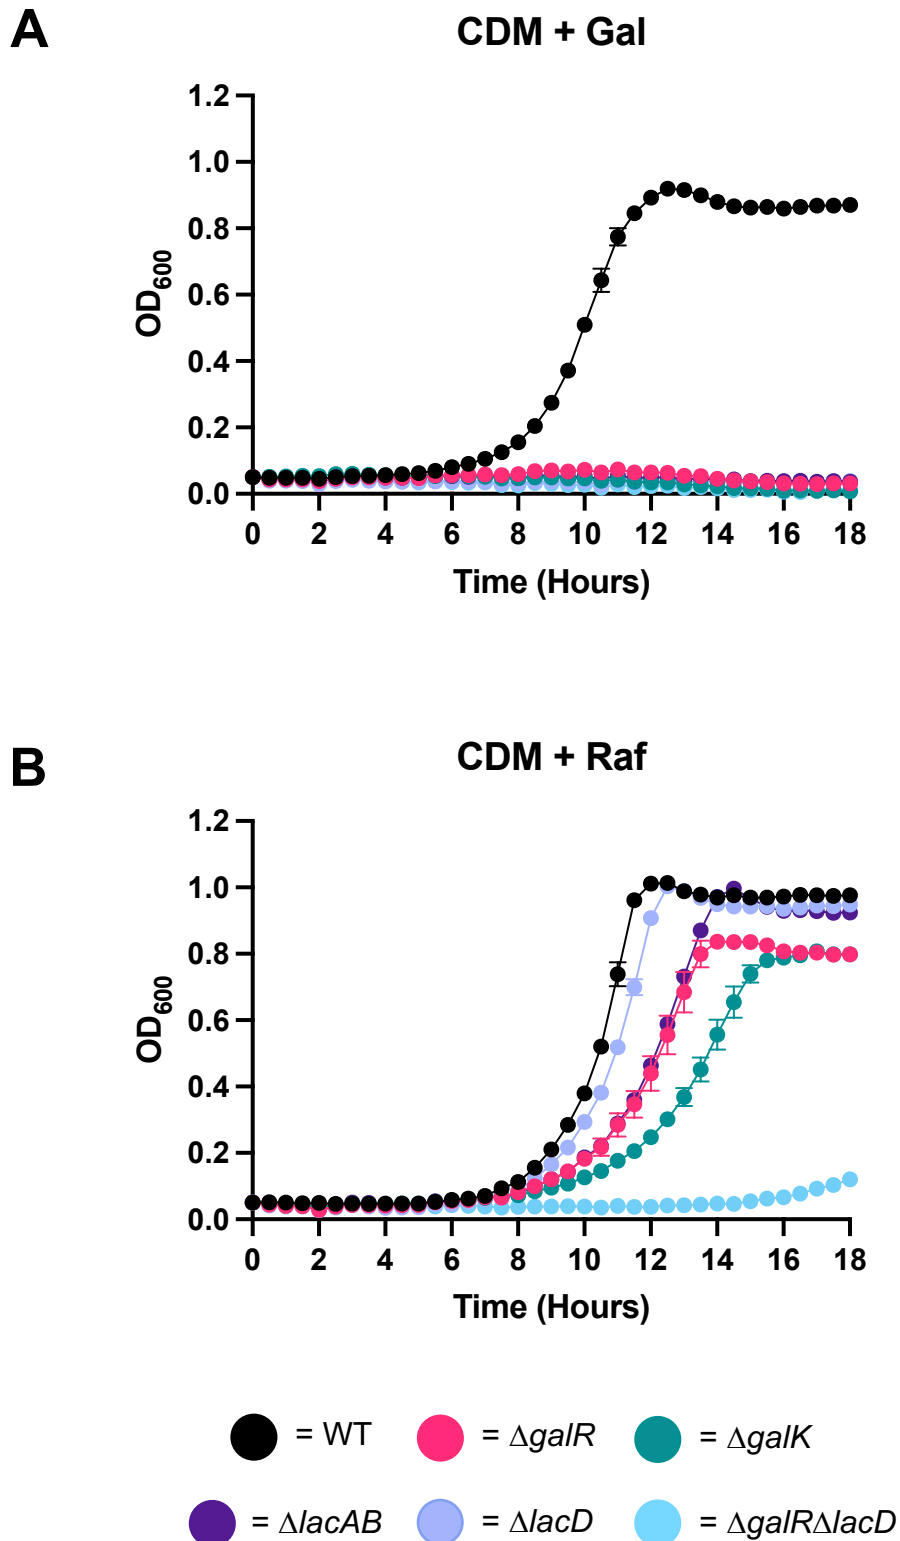 A
CDM + Gal
1.2
1.0
0.8
0.6
0.4
0.2
0.0
OD600
0 2 4 6 8 10 12 14 16 18
Time (Hours)
B
CDM + Raf
1.2
1.0
0.8
0.6
0.4
0.2
0.0
OD600
0 2 4 6 8 10 12 14 16 18
Time (Hours)
= WT = ΔgalR = ΔgalK
= ΔlacAB = ΔlacD = ΔgalRΔlacD